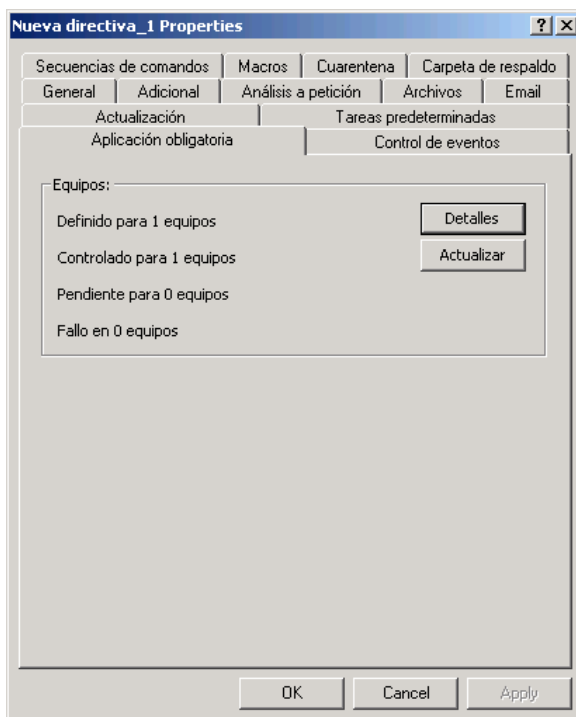 Nueva directiva_1 Properties
Secuencias de comandos Macros Cuarentena Carpeta de respaldo
General Adicional Análisis a petición Archivos Email
Actualización Tareas predeterminadas
Aplicación obligatoria Control de eventos
Equipos:
Definido para 1 equipos Detalles
Controlado para 1 equipos Actualizar
Pendiente para 0 equipos
Fallo en 0 equipos
OK Cancel Apply